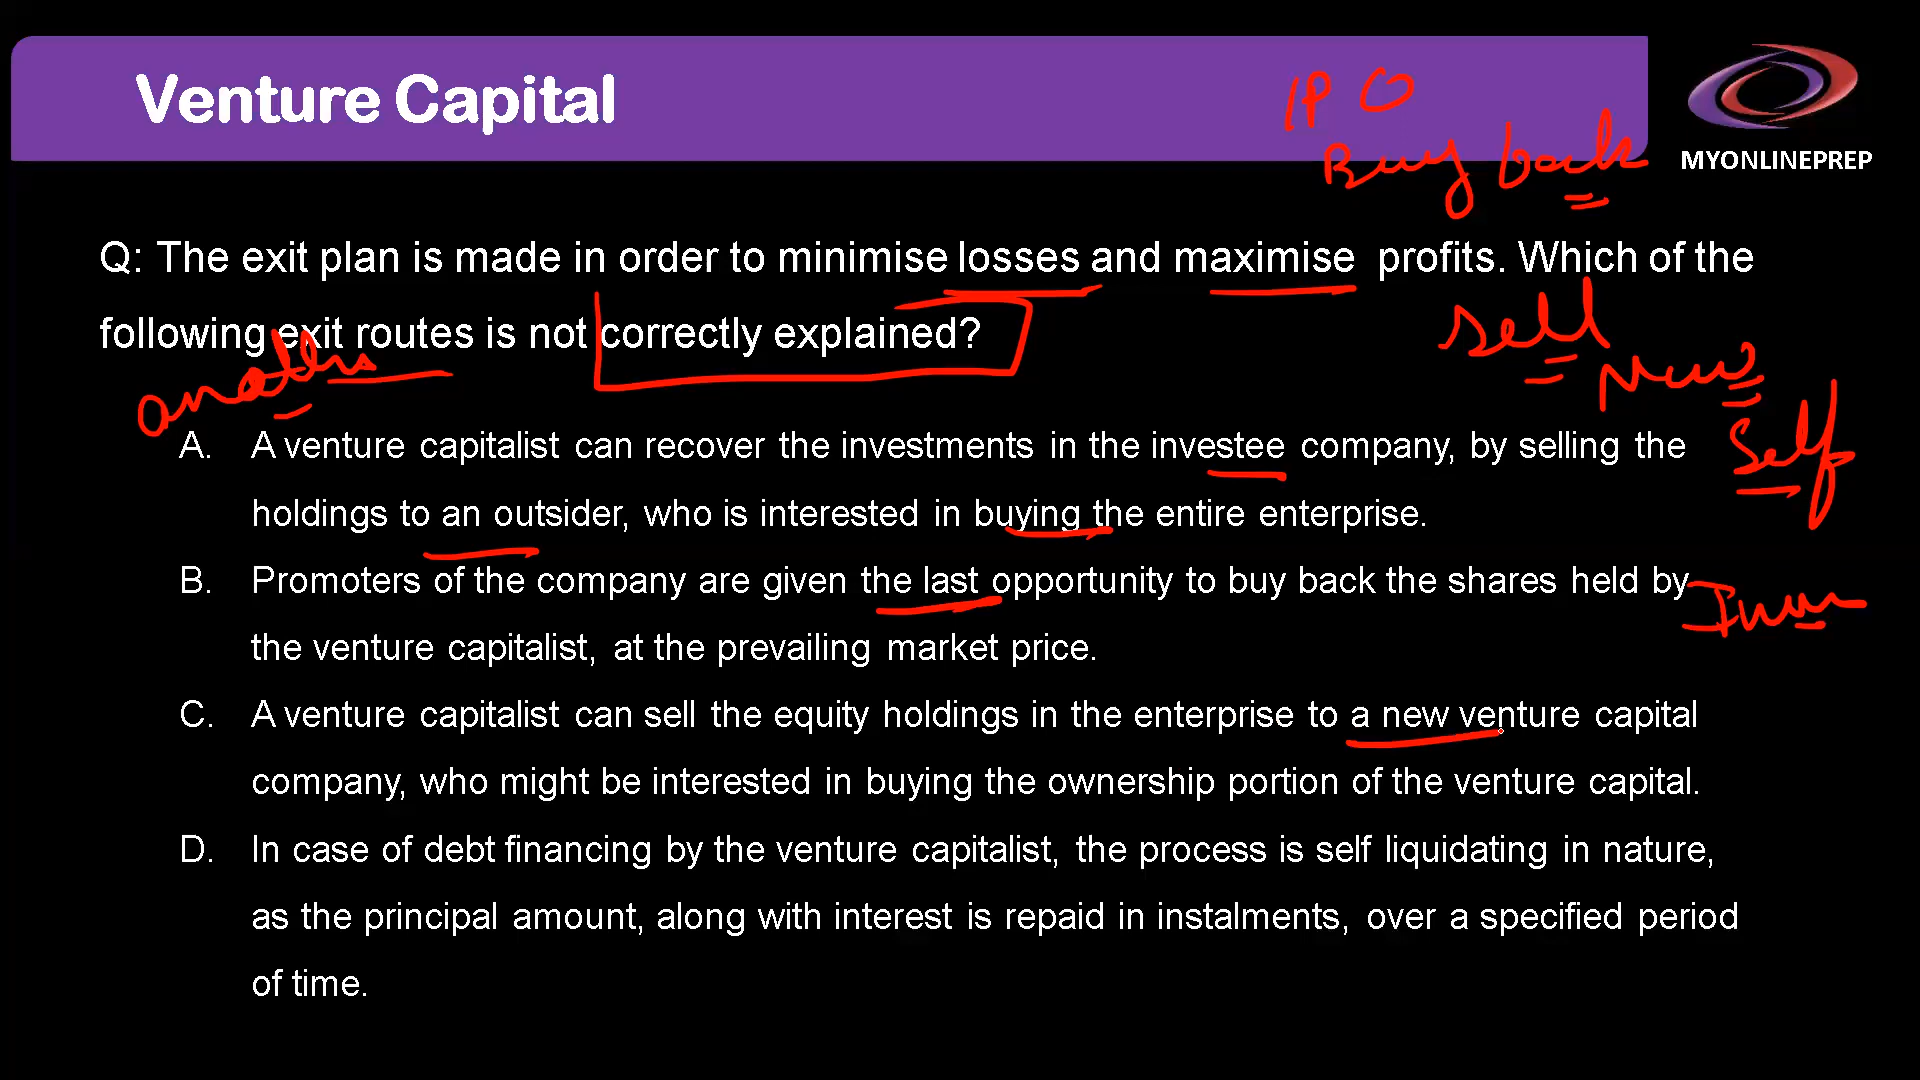 Venture Capital
IPO
Buy back
MYONLINEPREP
Q: The exit plan is made in order to minimise losses and maximise profits. Which of the
following exit routes is not correctly explained?
Sell
New
Self
A. A venture capitalist can recover the investments in the investee company, by selling the
holdings to an outsider, who is interested in buying the entire enterprise.
B. Promoters of the company are given the last opportunity to buy back the shares held by
the venture capitalist, at the prevailing market price.
C. A venture capitalist can sell the equity holdings in the enterprise to a new venture capital
company, who might be interested in buying the ownership portion of the venture capital.
D. In case of debt financing by the venture capitalist, the process is self liquidating in nature,
as the principal amount, along with interest is repaid in instalments, over a specified period
of time.